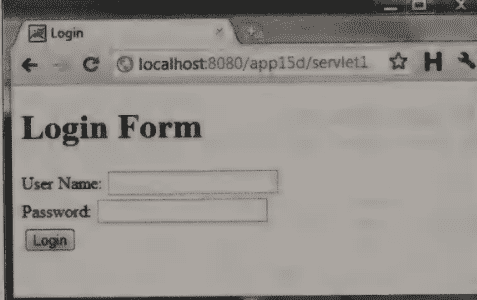 Login
localhost:8080/app15d/servlet1
H
Login Form
User Name:
Password:
Login